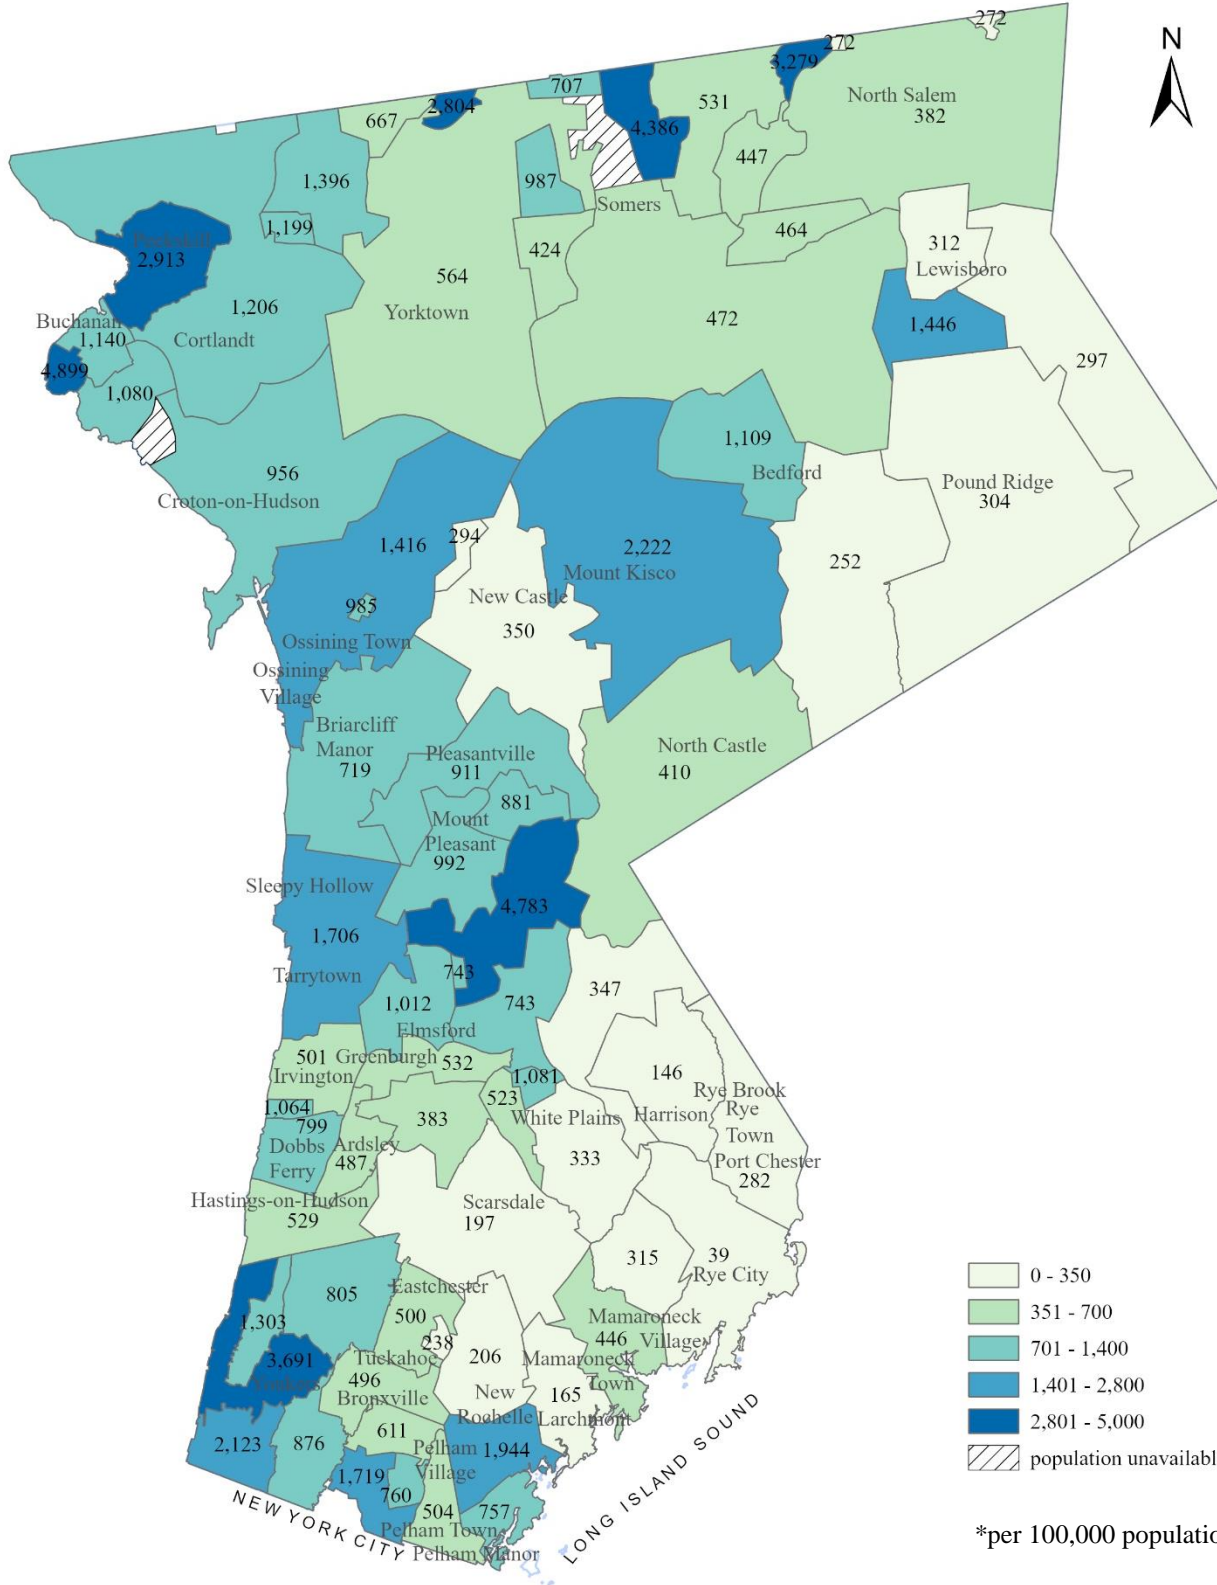 272
N
272
3,279
North Salem
382
707
2,804
667
531
4,386
447
1,396
987
Somers
1,199
464
312
Lewisboro
2,913
424
564
Yorktown
1,206
Buchanan
1,140
Cortlandt
472
1,446
297
4,899
1,080
1,109
Bedford
956
Croton-on-Hudson
Pound Ridge
304
1,416
294
2,222
Mount Kisco
252
New Castle
350
985
Ossining Town
Ossining
Village
Briarcliff
Manor
719
Pleasantville
911
North Castle
410
881
Mount
Pleasant
992
Sleepy Hollow
1,706
Tarrytown
4,783
743
743
347
1,012
Elmsford
501
Greenburgh
532
Irvington
1,081
146
Rye Brook
Rye
Town
1,064
799
Dobbs
Ferry
Ardsley
487
383
523
White Plains
Harrison
333
Port Chester
282
Hastings-on-Hudson
529
Scarsdale
197
315
39
Rye City
805
Eastchester
500
238
1,303
206
Mamaroneck
Village
446
3,691
Yonkers
Tuckahoe
496
Bronxville
Mamaroneck
Town
165
New
Rochelle
Larchmont
611
2,123
876
Pelham
Village
1,944
1,719
760
504
757
Pelham Town
Pelham Manor
NEW YORK CITY
LONG ISLAND SOUND
0 - 350
351 - 700
701 - 1,400
1,401 - 2,800
2,801 - 5,000
population unavailabl
*per 100,000 populatio